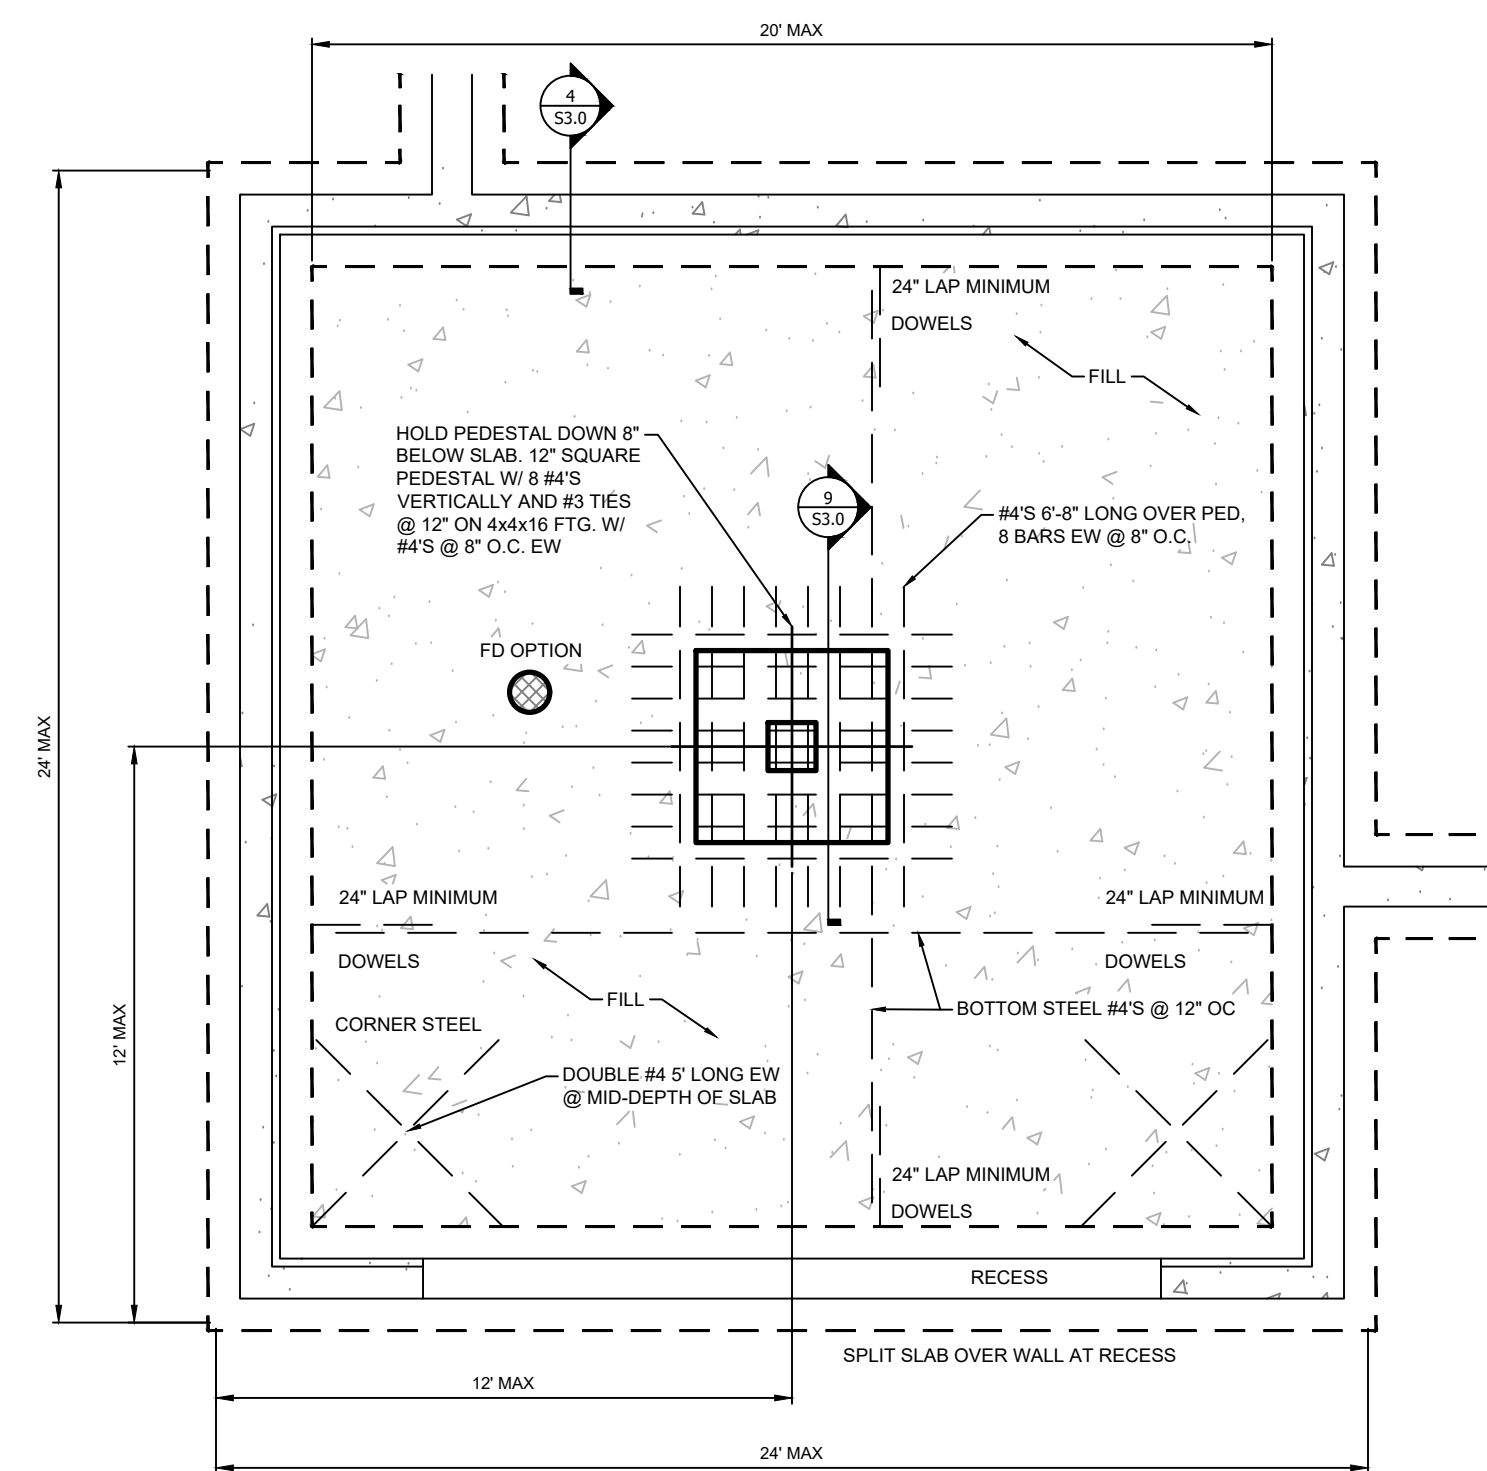 20' MAX
4
S3.0
24" LAP MINIMUM
DOWELS
FILL
HOLD PEDESTAL DOWN 8"
BELOW SLAB. 12" SQUARE
PEDESTAL W/ 8 #4'S
VERTICALLY AND #3 TIES
@ 12" ON 4x4x16 FTG. W/
#4'S @ 8" O.C. EW
9
S3.0
#4'S 6'-8" LONG OVER PED,
8 BARS EW @ 8" O.C.
FD OPTION
24' MAX
24" LAP MINIMUM
24" LAP MINIMUM
DOWELS
DOWELS
FILL
BOTTOM STEEL #4'S @ 12" OC
12' MAX
CORNER STEEL
DOUBLE #4 5' LONG EW
@ MID-DEPTH OF SLAB
24" LAP MINIMUM
DOWELS
RECESS
SPLIT SLAB OVER WALL AT RECESS
12' MAX
24' MAX